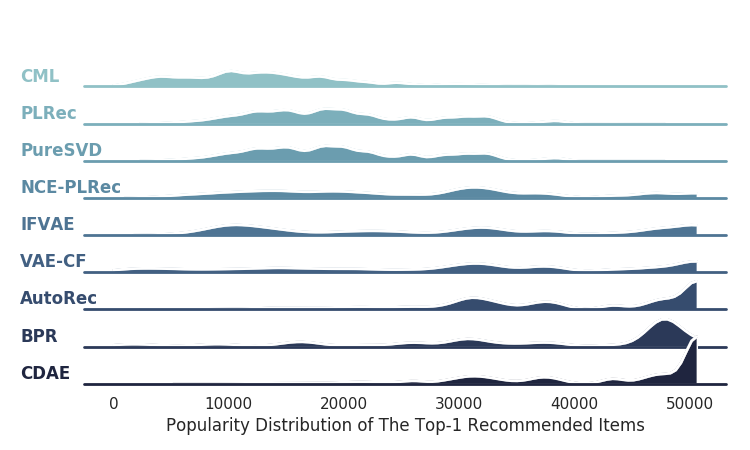 CML
PLRec
PureSVD
NCE-PLRec
IFVAE
VAE-CF
AutoRec
BPR
CDAE
0 10000 20000 30000 40000 50000
Popularity Distribution of The Top-1 Recommended Items